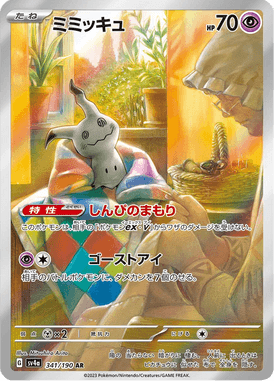 たね
ミミッキュ HP70
特性 しんぴのまもり
このポケモンは、相手の「ポケモンex・V」からワザのダメージを受けない。
ゴーストアイ
相手のバトルポケモンに、ダメカンを7個のせる。
弱点 ×2 抵抗力 にげる
sv4a 341/190 AR
©2023 Pokémon/Nintendo/Creatures/GAME FREAK.